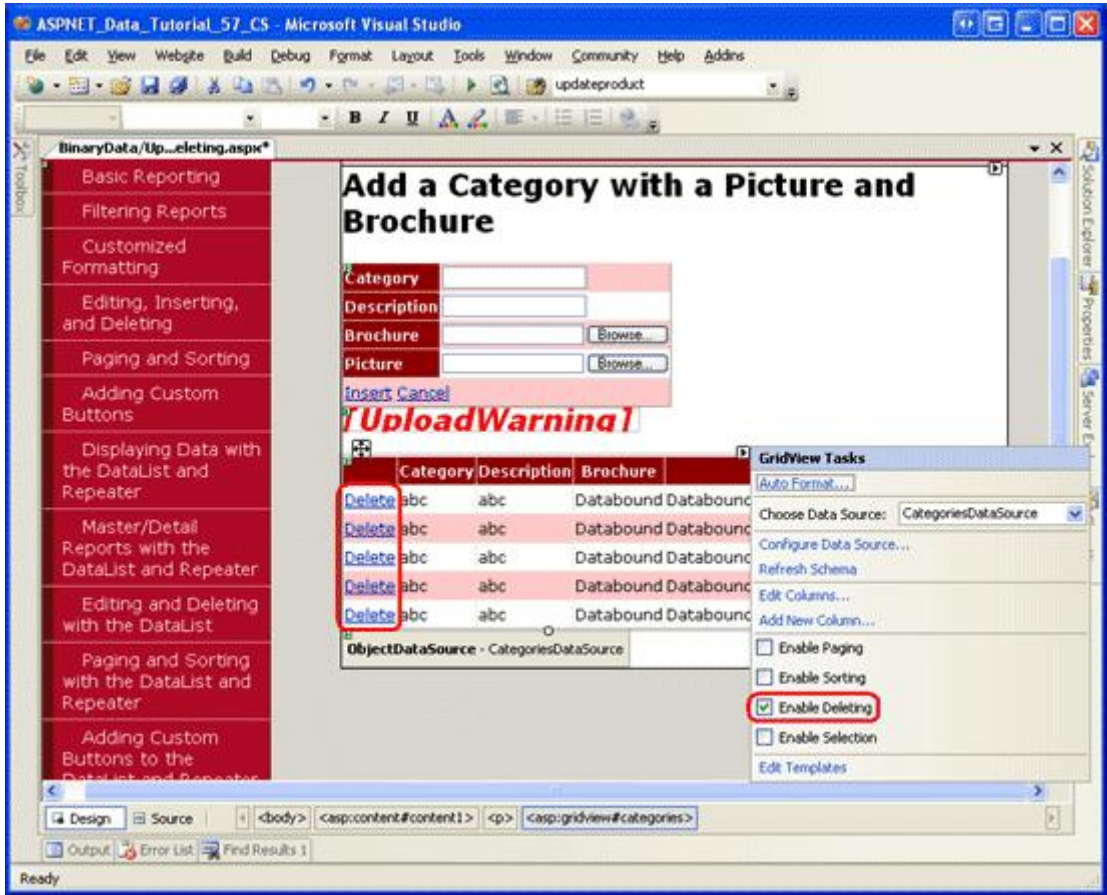 ASPNET_Data_Tutorial_57_CS - Microsoft Visual Studio
File Edit View Website Build Debug Format Layout Tools Window Community Help Addins
updateproduct
B I U A
BinaryData/Up...eleting.aspx*
Toolbox
Basic Reporting
Filtering Reports
Customized
Formatting
Editing, Inserting,
and Deleting
Paging and Sorting
Adding Custom
Buttons
Displaying Data with
the DataList and
Repeater
Master/Detail
Reports with the
DataList and Repeater
Editing and Deleting
with the DataList
Paging and Sorting
with the DataList and
Repeater
Adding Custom
Buttons to the
DataList and Repeater
Add a Category with a Picture and
Brochure
Category
Description
Brochure Browse...
Picture Browse...
Insert Cancel
[UploadWarning]
Category Description Brochure
Delete abc abc Databound Databound
Delete abc abc Databound Databound
Delete abc abc Databound Databound
Delete abc abc Databound Databound
Delete abc abc Databound Databound
ObjectDataSource - CategoriesDataSource
GridView Tasks
Auto Format...
Choose Data Source: CategoriesDataSource
Configure Data Source...
Refresh Schema
Edit Columns...
Add New Column...
Enable Paging
Enable Sorting
Enable Deleting
Enable Selection
Edit Templates
Solution Explorer
Properties
Server Ex
Design Source <body> <asp:content#content1> <p> <asp:gridview#categories>
Output Error List Find Results 1
Ready